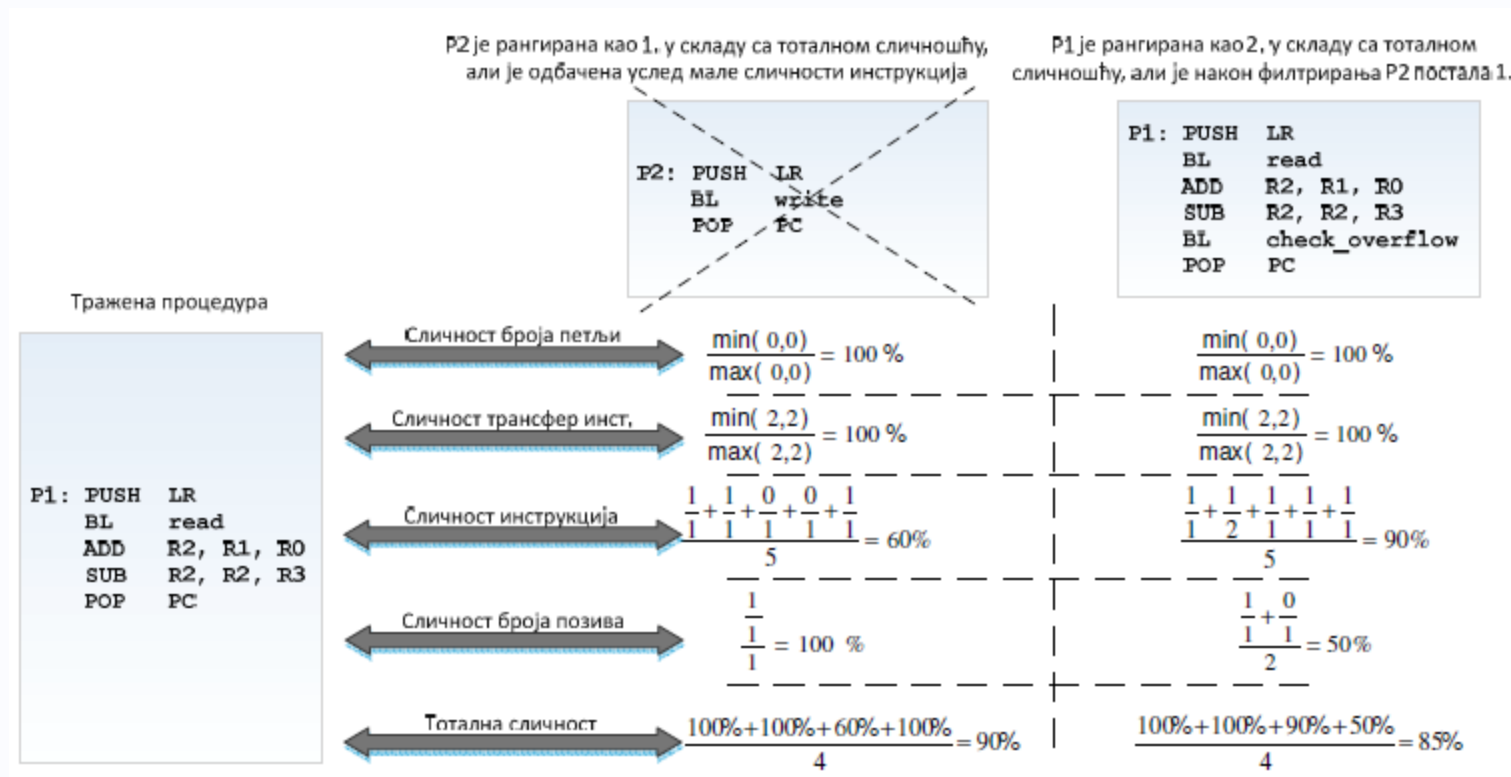 P2 је рангирана као 1, у складу са тоталном сличношћу,
али је одбачена услед мале сличности инструкција
P1 је рангирана као 2, у складу са тоталном
сличношћу, али је након филтрирања P2 постала 1.
P2: PUSH LR
BL write
POP PC
P1: PUSH LR
BL read
ADD R2, R1, R0
SUB R2, R2, R3
BL check_overflow
POP PC
Тражена процедура
P1: PUSH LR
BL read
ADD R2, R1, R0
SUB R2, R2, R3
POP PC
Сличност броја петљи
min( 0,0)
max( 0,0)
= 100 %
min( 0,0)
max( 0,0)
= 100 %
Сличност трансфер инст,
min( 2,2)
max( 2,2)
= 100 %
min( 2,2)
max( 2,2)
= 100 %
Сличност инструкција
1/1 + 1/1 + 0/1 + 0/1 + 1/1
5
= 60%
1/1 + 1/2 + 1/1 + 1/1 + 1/1
5
= 90%
Сличност броја позива
1/1
1
= 100 %
1/1 + 0/1
2
= 50%
Тотална сличност
100%+100%+60%+100%
4
= 90%
100%+100%+90%+50%
4
= 85%